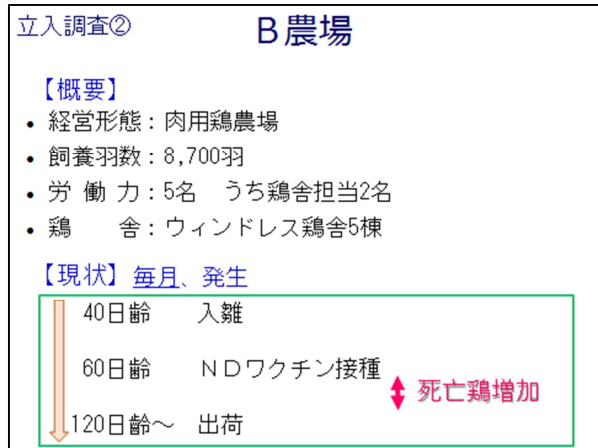 立入調査②
B農場
【概要】
• 経営形態：肉用鶏農場
• 飼養羽数：8,700羽
• 労 働 力：5名　うち鶏舎担当2名
• 鶏　　舎：ウィンドレス鶏舎5棟
【現状】毎月、発生
40日齢　入雛
60日齢　NDワクチン接種
死亡鶏増加
120日齢～　出荷